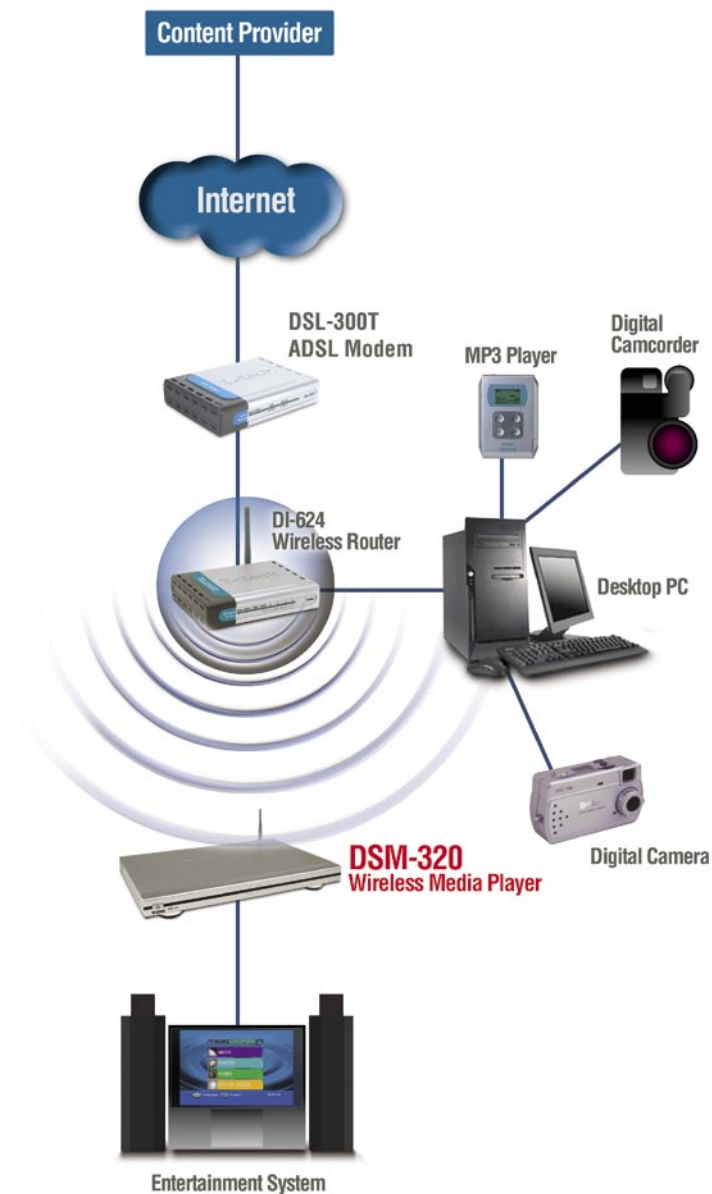 Content Provider
Internet
DSL-300T
ADSL Modem
MP3 Player
Digital
Camcorder
DI-624
Wireless Router
Desktop PC
DSM-320
Wireless Media Player
Digital Camera
Entertainment System